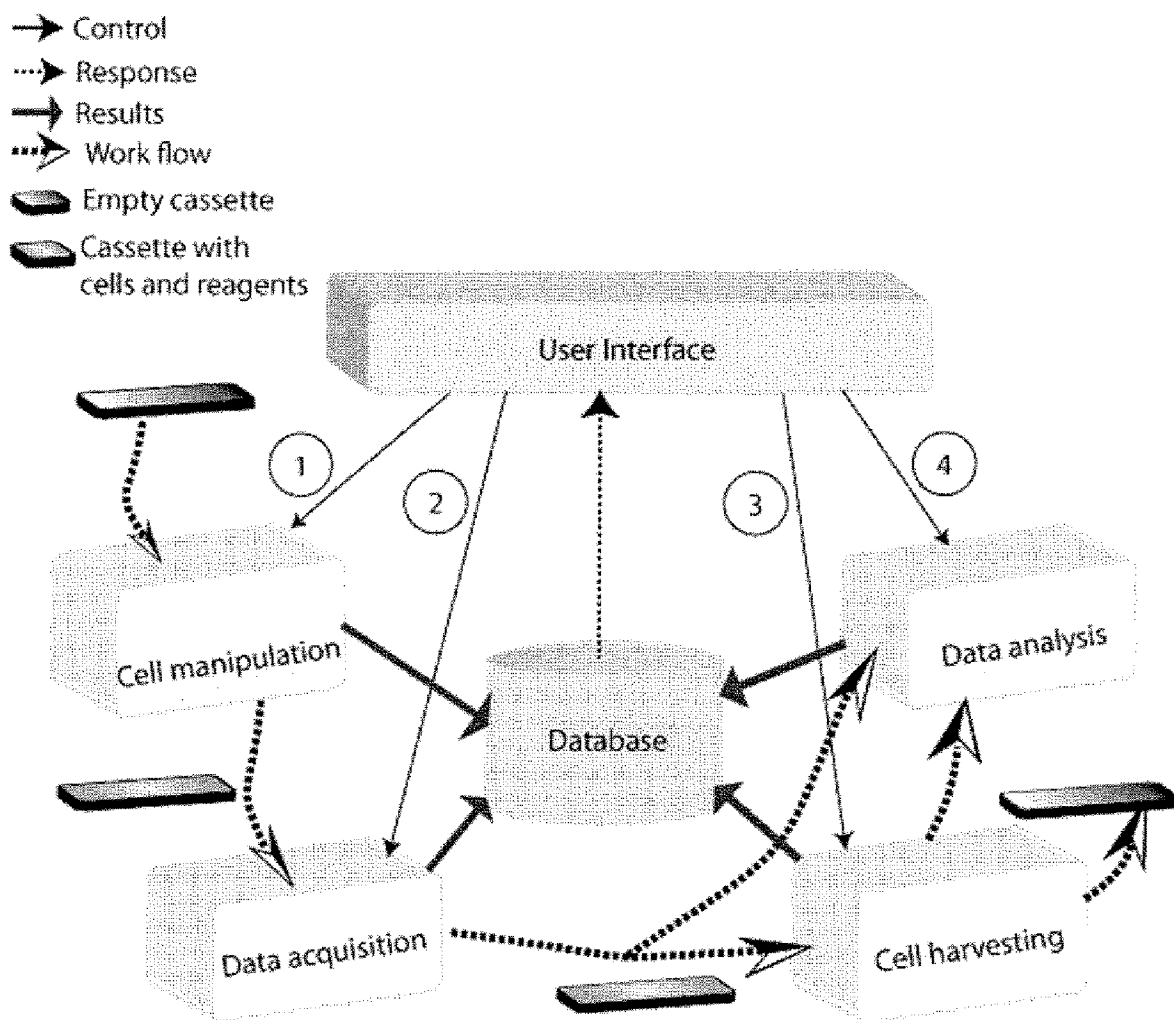 Control
Response
Results
Work flow
Empty cassette
Cassette with
cells and reagents
User Interface
1
2
3
4
Cell manipulation
Data analysis
Database
Data acquisition
Cell harvesting